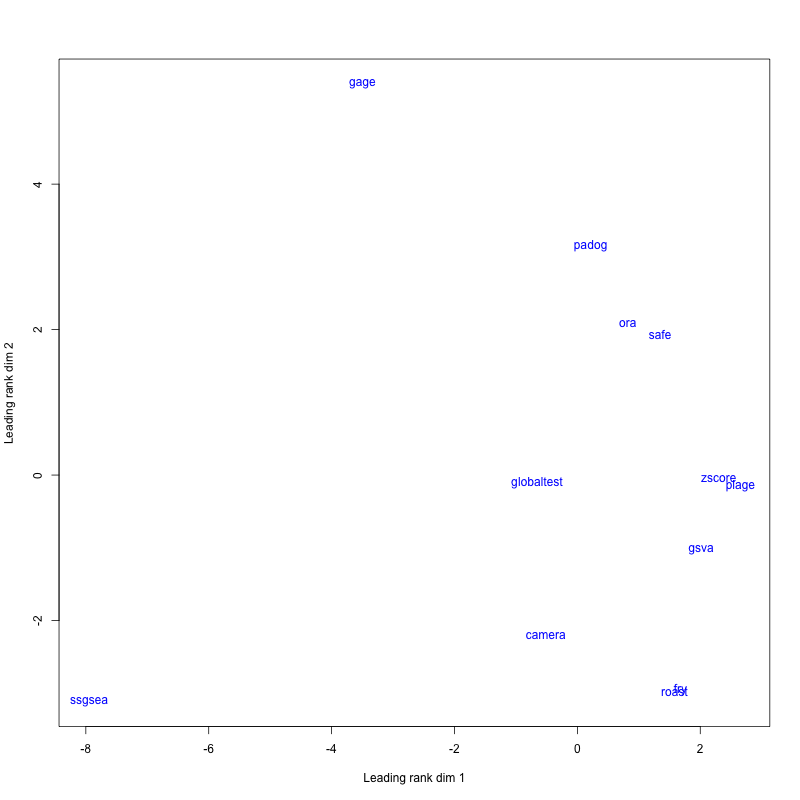 gage
4
padog
ora
2
safe
Leading rank dim 2
0
globaltest
zscore
plage
gsva
-2
camera
fry
roast
ssgsea
-8 -6 -4 -2 0 2
Leading rank dim 1